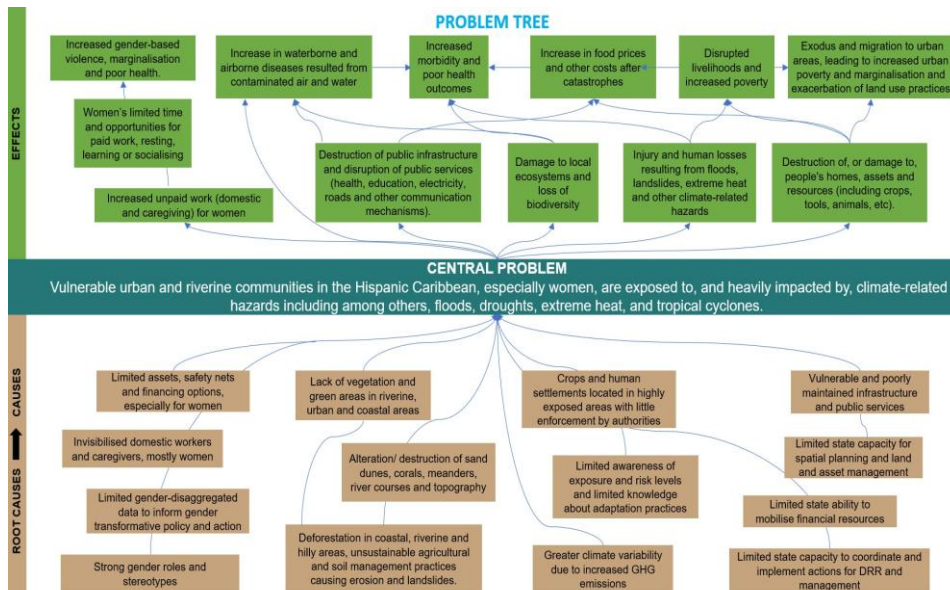 PROBLEM TREE
EFFECTS
Increased gender-based
violence, marginalisation
and poor health.
Increase in waterborne and
airborne diseases resulted from
contaminated air and water
Increased
morbidity and
poor health
outcomes
Increase in food prices
and other costs after
catastrophes
Disrupted
livelihoods and
increased poverty
Exodus and migration to urban
areas, leading to increased urban
poverty and marginalisation and
exacerbation of land use practices
Women's limited time
and opportunities for
paid work, resting,
learning or socialising
Increased unpaid work (domestic
and caregiving) for women
Destruction of public infrastructure
and disruption of public services
(health, education, electricity,
roads and other communication
mechanisms).
Damage to local
ecosystems and
loss of
biodiversity
Injury and human losses
resulting from floods,
landslides, extreme heat
and other climate-related
hazards
Destruction of, or damage to,
people's homes, assets and
resources (including crops,
tools, animals, etc).
CENTRAL PROBLEM
Vulnerable urban and riverine communities in the Hispanic Caribbean, especially women, are exposed to, and heavily impacted by, climate-related
hazards including among others, floods, droughts, extreme heat, and tropical cyclones.
ROOT CAUSES
CAUSES
Limited assets, safety nets
and financing options,
especially for women
Invisibilised domestic workers
and caregivers, mostly women
Limited gender-disaggregated
data to inform gender
transformative policy and action
Strong gender roles and
stereotypes
Lack of vegetation and
green areas in riverine,
urban and coastal areas
Alteration/ destruction of sand
dunes, corals, meanders,
river courses and topography
Deforestation in coastal, riverine and
hilly areas, unsustainable agricultural
and soil management practices
causing erosion and landslides.
Crops and human
settlements located in highly
exposed areas with little
enforcement by authorities
Limited awareness of
exposure and risk levels
and limited knowledge
about adaptation practices
Greater climate variability
due to increased GHG
emissions
Vulnerable and poorly
maintained infrastructure
and public services
Limited state capacity for
spatial planning and land
and asset management
Limited state ability to
mobilise financial resources
Limited state capacity to coordinate and
implement actions for DRR and
management